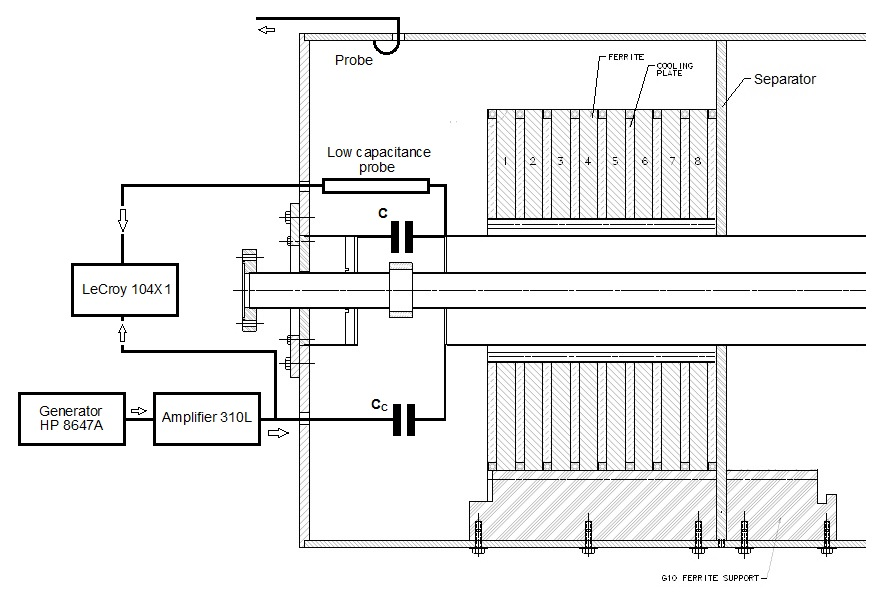 Probe
FERRITE
COOLING
PLATE
Separator
Low capacitance
probe
1 2 3 4 5 6 7 8
C
LeCroy 104X1
Generator
HP 8647A
Amplifier 310L
CC
G10 FERRITE SUPPORT